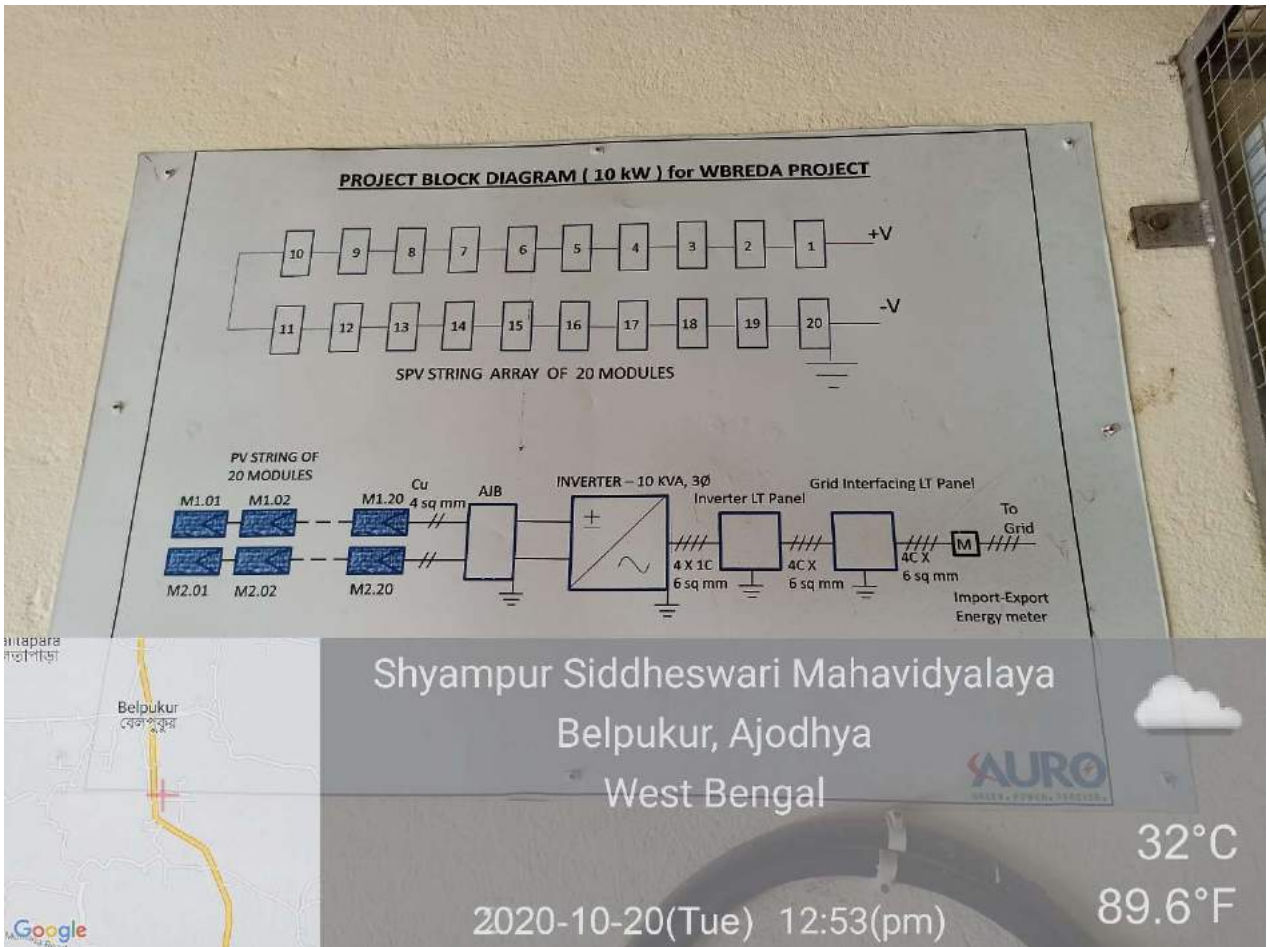 PROJECT BLOCK DIAGRAM ( 10 kW ) for WBREDA PROJECT
10 9 8 7 6 5 4 3 2 1 +V
11 12 13 14 15 16 17 18 19 20 -V
SPV STRING ARRAY OF 20 MODULES
PV STRING OF
20 MODULES
M1.01 M1.02 M1.20
Cu
4 sq mm
AJB
INVERTER – 10 KVA, 3Ø
Inverter LT Panel
Grid Interfacing LT Panel
To
Grid
M
M2.01 M2.02 M2.20
4 X 1C
6 sq mm
4C X
6 sq mm
4C X
6 sq mm
Import-Export
Energy meter
Belpukur
বেলপুকুর
Google
Shyampur Siddheswari Mahavidyalaya
Belpukur, Ajodhya
West Bengal
AURO
32°C
89.6°F
2020-10-20(Tue) 12:53(pm)